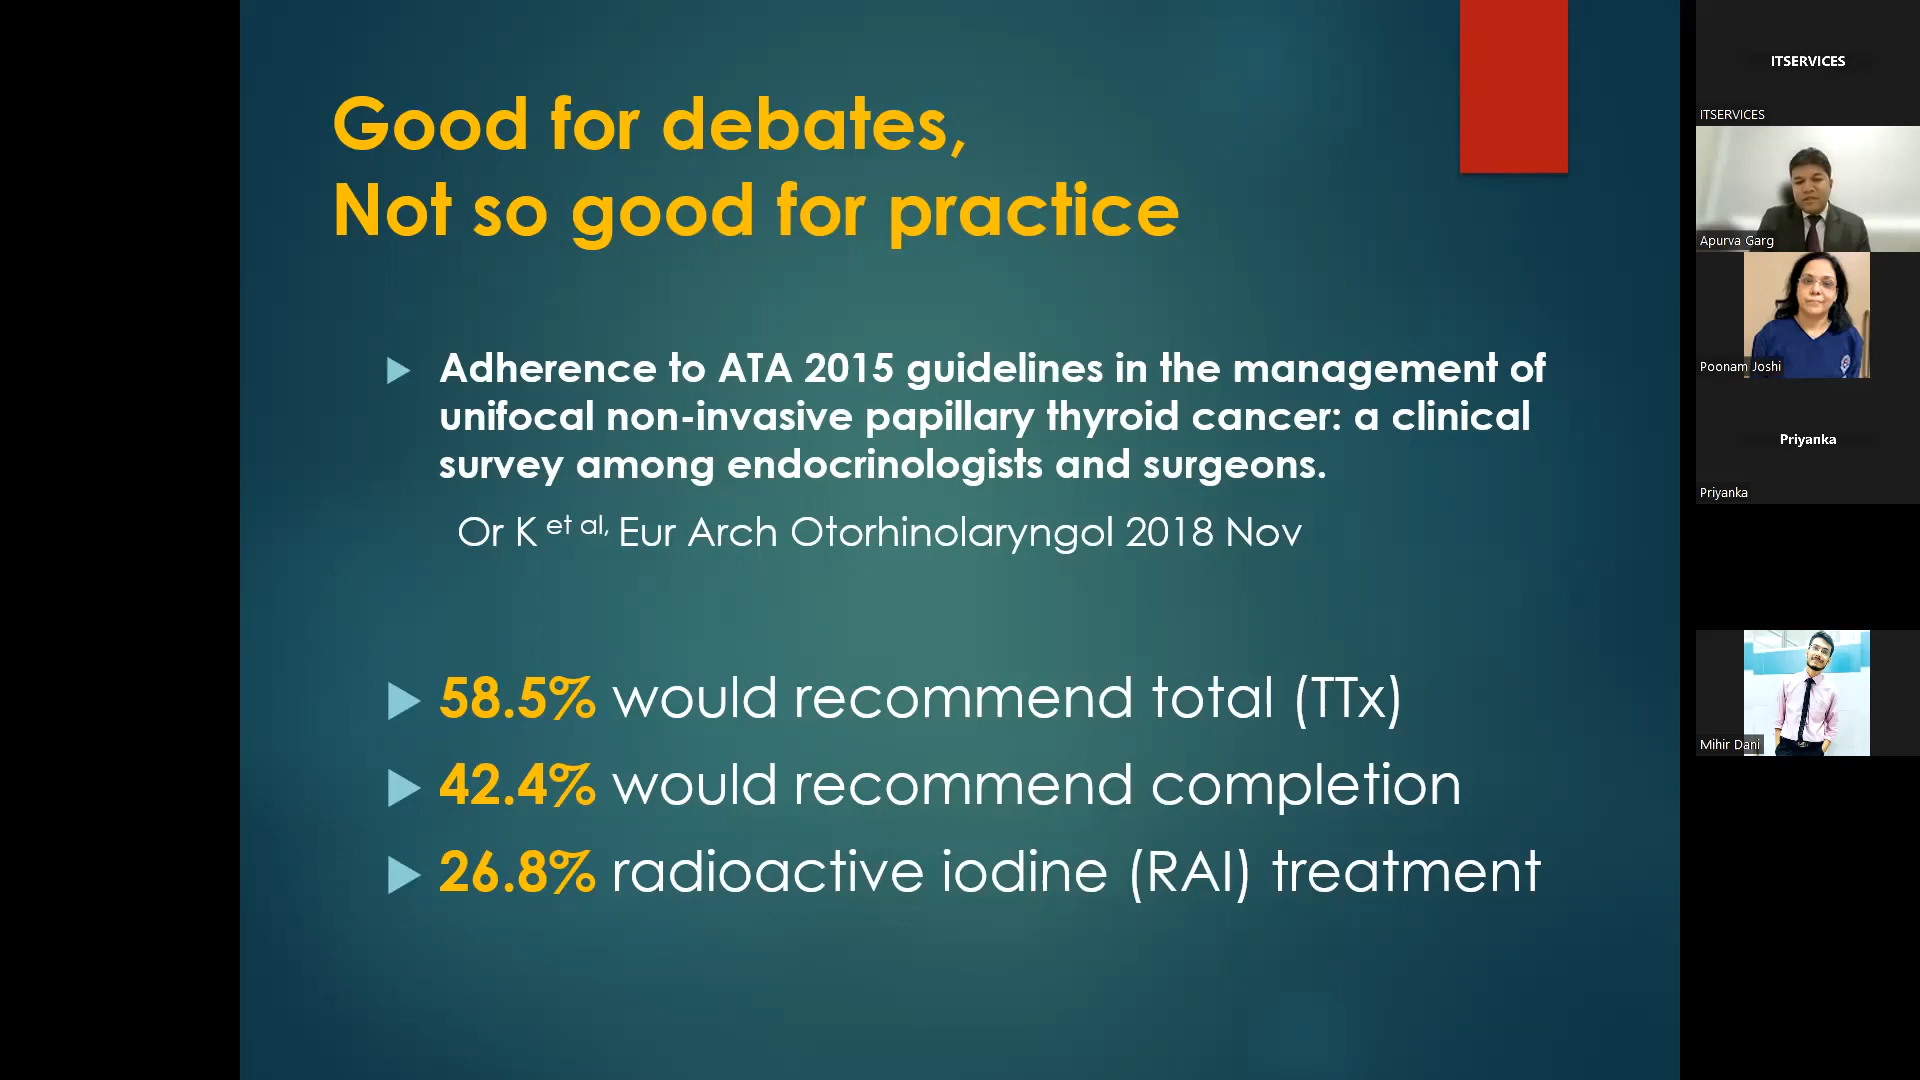 Good for debates,
Not so good for practice
Adherence to ATA 2015 guidelines in the management of
unifocal non-invasive papillary thyroid cancer: a clinical
survey among endocrinologists and surgeons.
Or K et al, Eur Arch Otorhinolaryngol 2018 Nov
58.5% would recommend total (TTx)
42.4% would recommend completion
26.8% radioactive iodine (RAI) treatment
ITSERVICES
ITSERVICES
Apurva Garg
Poonam Joshi
Priyanka
Priyanka
Mihir Dani